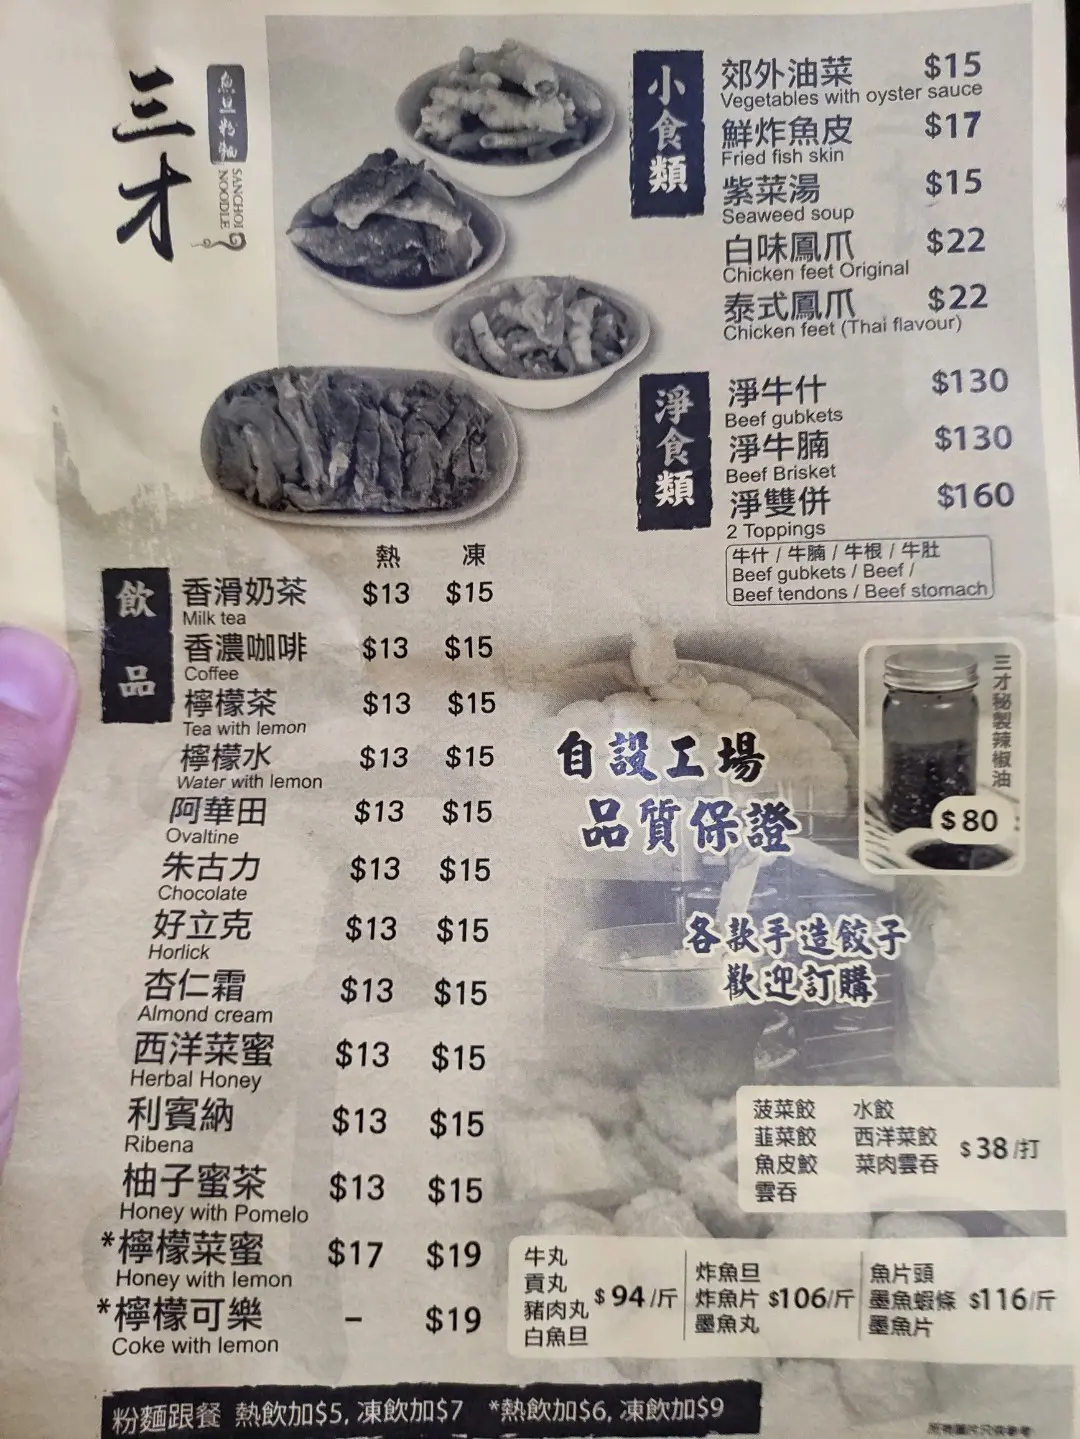 三才
魚旦粉麵
SANCHOI
NOODLE
小食類
郊外油菜 $15
Vegetables with oyster sauce
鮮炸魚皮 $17
Fried fish skin
紫菜湯 $15
Seaweed soup
白味鳳爪 $22
Chicken feet Original
泰式鳳爪 $22
Chicken feet (Thai flavour)
淨食類
淨牛什 $130
Beef gubkets
淨牛腩 $130
Beef Brisket
淨雙併 $160
2 Toppings
牛什 / 牛腩 / 牛根 / 牛肚
Beef gubkets / Beef /
Beef tendons / Beef stomach
飲品
熱 凍
香滑奶茶 $13 $15
Milk tea
香濃咖啡 $13 $15
Coffee
檸檬茶 $13 $15
Tea with lemon
檸檬水 $13 $15
Water with lemon
阿華田 $13 $15
Ovaltine
朱古力 $13 $15
Chocolate
好立克 $13 $15
Horlick
杏仁霜 $13 $15
Almond cream
西洋菜蜜 $13 $15
Herbal Honey
利賓納 $13 $15
Ribena
柚子蜜茶 $13 $15
Honey with Pomelo
*檸檬菜蜜 $17 $19
Honey with lemon
*檸檬可樂 – $19
Coke with lemon
三才秘製辣椒油
$80
自設工場
品質保證
各款手造餃子
歡迎訂購
菠菜餃 水餃
韮菜餃 西洋菜餃
魚皮餃 菜肉雲吞
雲吞
$38/打
牛丸
貢丸
豬肉丸
白魚旦
$94/斤
炸魚旦
炸魚片
墨魚丸
$106/斤
魚片頭
墨魚蝦條
墨魚片
$116/斤
粉麵跟餐 熱飲加$5, 凍飲加$7 *熱飲加$6, 凍飲加$9
所有圖片只供參考